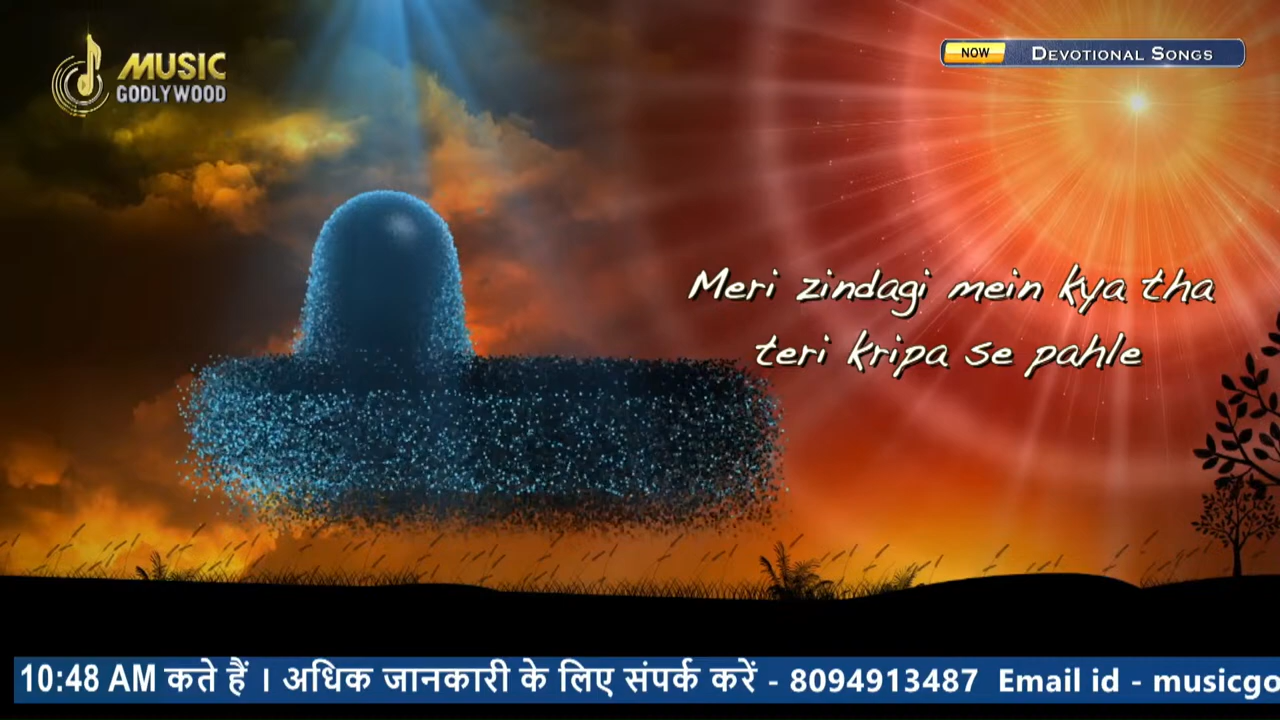 MUSIC
GODLYWOOD
NOW DEVOTIONAL SONGS
Meri zindagi mein kya tha
teri kripa se pahle
10:48 AM कते हैं । अधिक जानकारी के लिए संपर्क करें - 8094913487 Email id - musicgo